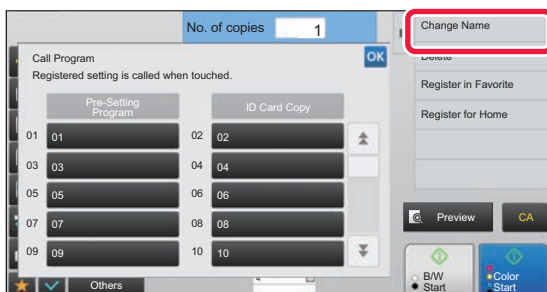 No. of copies 1
Change Name
Call Program
OK
Delete
Registered setting is called when touched.
Register in Favorite
Pre-Setting
Program
ID Card Copy
Register for Home
01 01 02 02
03 03 04 04
05 05 06 06
07 07 08 08
Preview CA
09 09 10 10
B/W
Start
Color
Start
Others